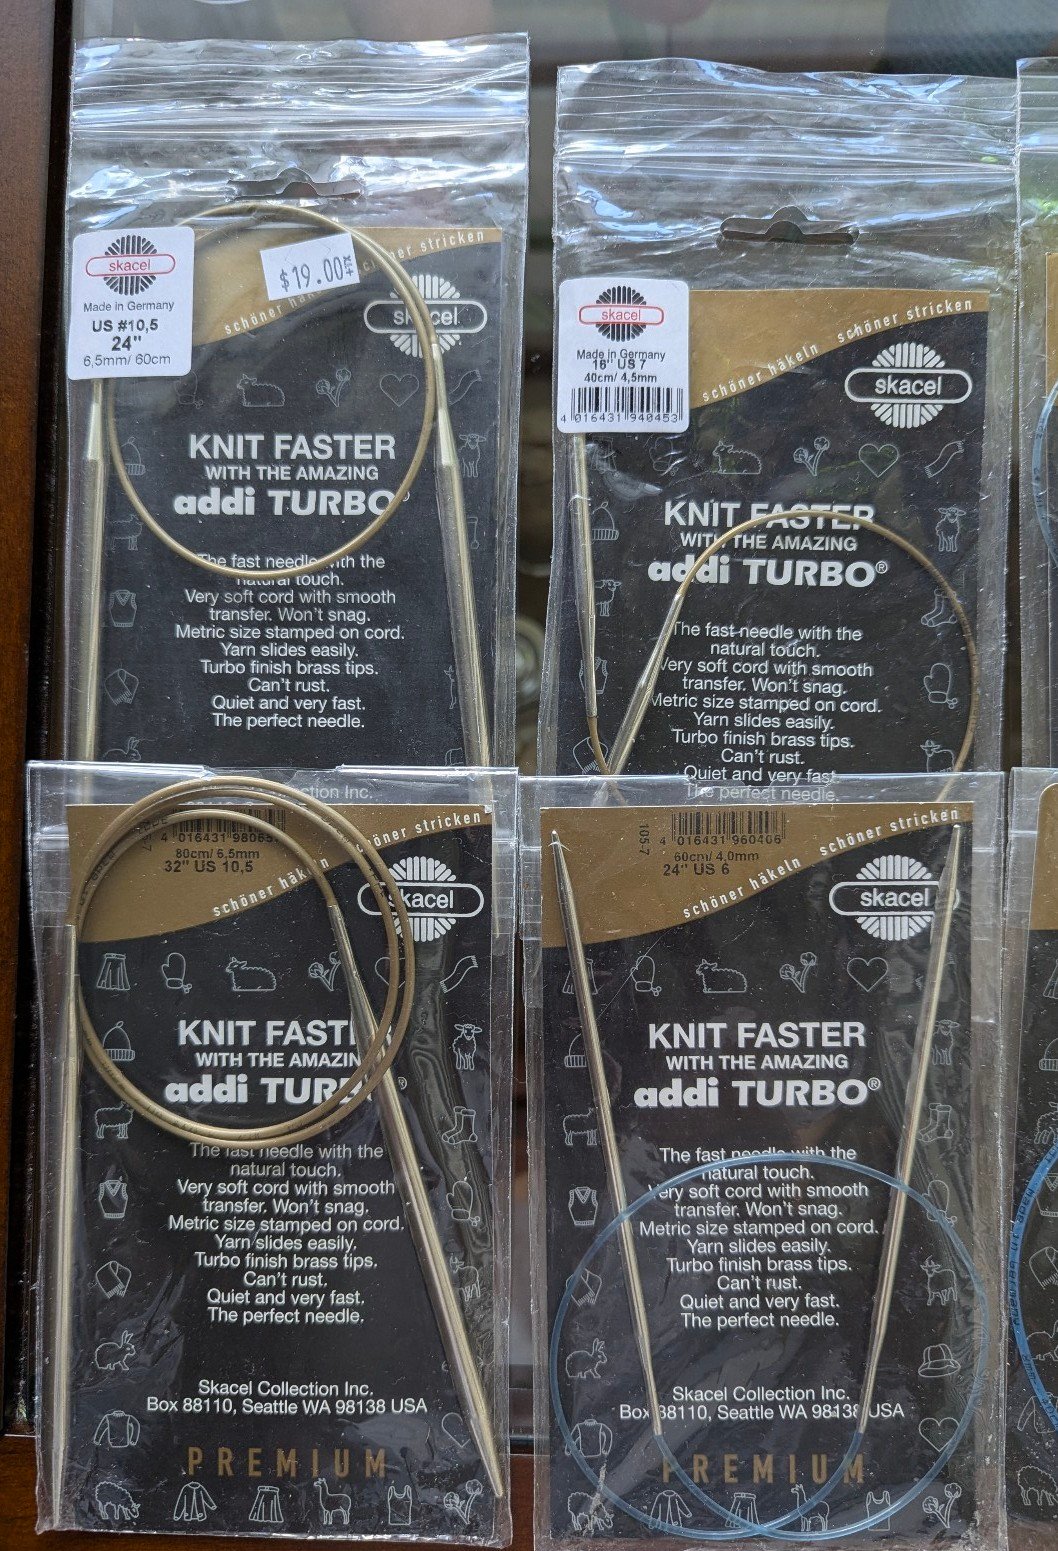 skacel
Made in Germany
US #10,5
24"
6,5mm/ 60cm
$19.00
schöner stricken
skacel
KNIT FASTER
WITH THE AMAZING
addi TURBO®
The fast needle with the
natural touch.
Very soft cord with smooth
transfer. Won't snag.
Metric size stamped on cord.
Yarn slides easily.
Turbo finish brass tips.
Can't rust.
Quiet and very fast.
The perfect needle.
skacel
Made in Germany
16" US 7
40cm/ 4,5mm
4 016431 940453
schöner häkeln schöner stricken
skacel
KNIT FASTER
WITH THE AMAZING
addi TURBO®
The fast needle with the
natural touch.
Very soft cord with smooth
transfer. Won't snag.
Metric size stamped on cord.
Yarn slides easily.
Turbo finish brass tips.
Can't rust.
Quiet and very fast
The perfect needle.
ction Inc.
80cm/ 6,5mm
32" US 10,5
schöner häk schöner stricken
skacel
KNIT FAST
WITH THE AMAZIN
addi TURB ®
The fast needle with the
natural touch.
Very soft cord with smooth
transfer. Won't snag.
Metric size stamped on cord.
Yarn slides easily.
Turbo finish brass tips.
Can't rust.
Quiet and very fast.
The perfect needle.
Skacel Collection Inc.
Box 88110, Seattle WA 98138 USA
PREMIUM
105-7
4 016431 960406
60cm/ 4,0mm
24" US 6
schöner häkeln schöner stricken
skacel
KNIT FASTER
WITH THE AMAZING
addi TURBO®
The fast needle with the
natural touch.
Very soft cord with smooth
transfer. Won't snag.
Metric size stamped on cord.
Yarn slides easily.
Turbo finish brass tips.
Can't rust.
Quiet and very fast.
The perfect needle.
Skacel Collection Inc.
Box 88110, Seattle WA 98138 USA
PREMIUM